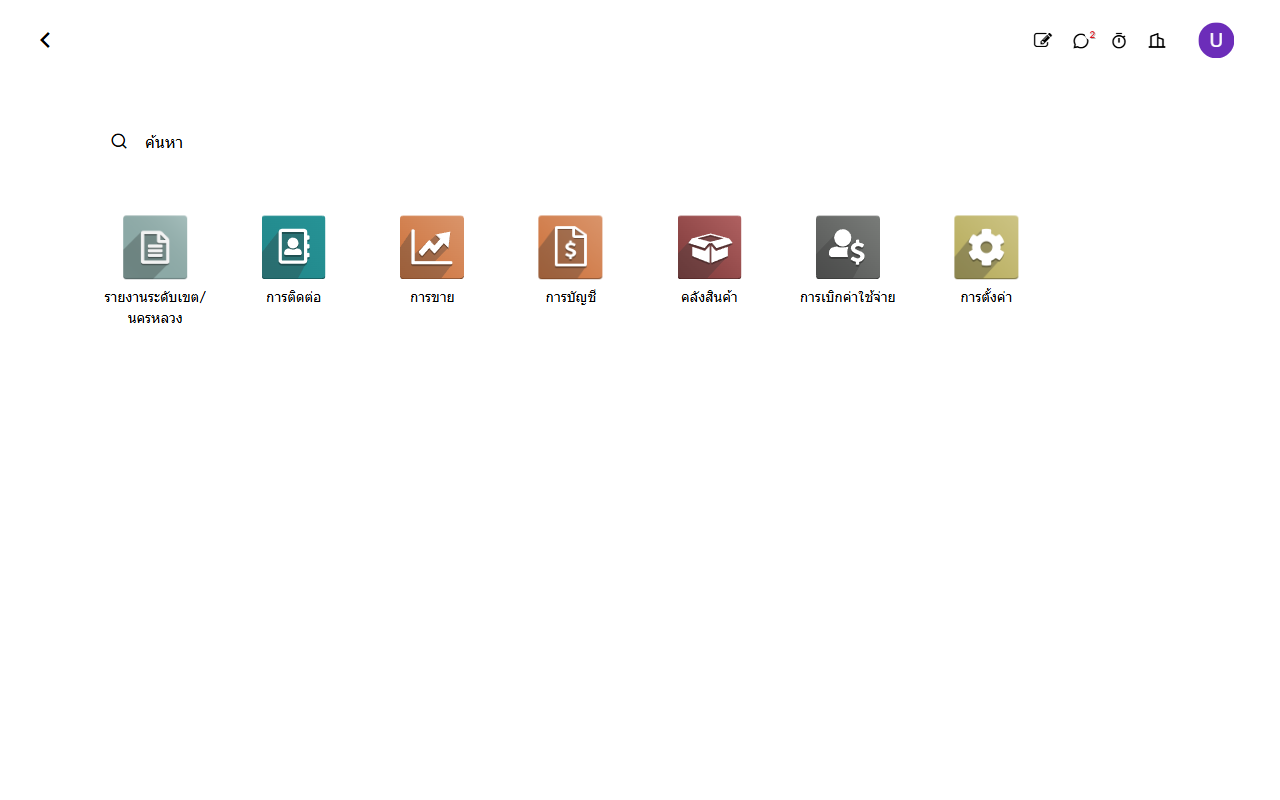 2
U
ค้นหา
รายงานระดับเขต/
นครหลวง
การติดต่อ
การขาย
การบัญชี
คลังสินค้า
การเบิกค่าใช้จ่าย
การตั้งค่า